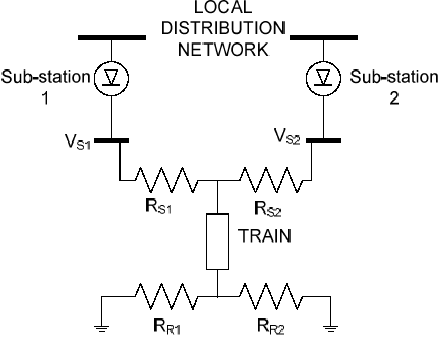 LOCAL
DISTRIBUTION
NETWORK
Sub-station
1
Sub-station
2
VS1
VS2
RS1
RS2
TRAIN
RR1
RR2